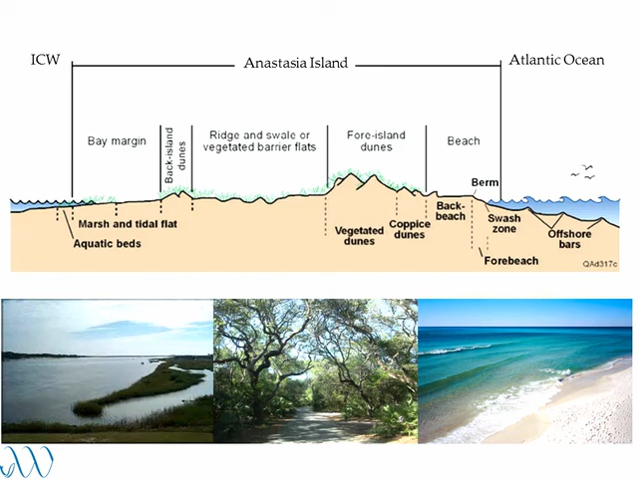 ICW
Anastasia Island
Atlantic Ocean
Bay margin
Back-island
dunes
Ridge and swale or
vegetated barrier flats
Fore-island
dunes
Beach
Berm
Marsh and tidal flat
Aquatic beds
Vegetated
dunes
Coppice
dunes
Back-
beach
Swash
zone
Forebeach
Offshore
bars
QAd317c